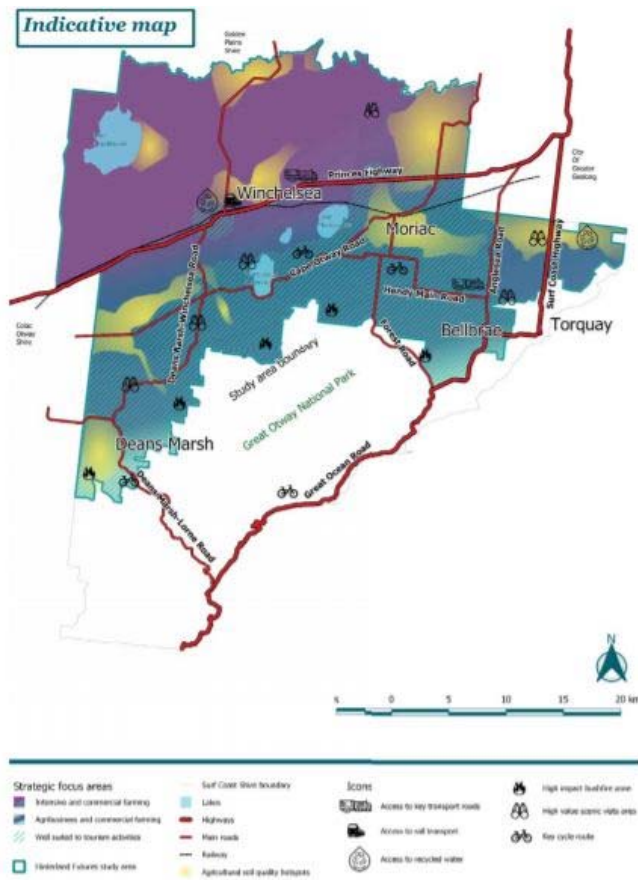 Indicative map
Golden
Plains
Shire
City
Of
Greater
Geelong
Princes Highway
Winchelsea
Moriac
Cape Otway Road
Anglesea Road
Surf Coast Highway
Hendy Main Road
Deans Marsh-Winchelsea Road
Colac
Otway
Shire
Forest Road
Bellbrae
Torquay
Study area boundary
Great Otway National Park
Deans Marsh
Great Ocean Road
Deans Marsh-Lorne Road
N
0 10 15 20 km
Strategic focus areas
Intensive and commercial farming
Agribusiness and commercial farming
Well suited to tourism activities
Hinterland Futures study area
Surf Coast Shire boundary
Lakes
Highways
Main roads
Railway
Agricultural soil quality hotspots
Icons
Access to key transport roads
Access to rail transport
Access to recycled water
High impact bushfire area
High value scenic vista area
Key cycle route